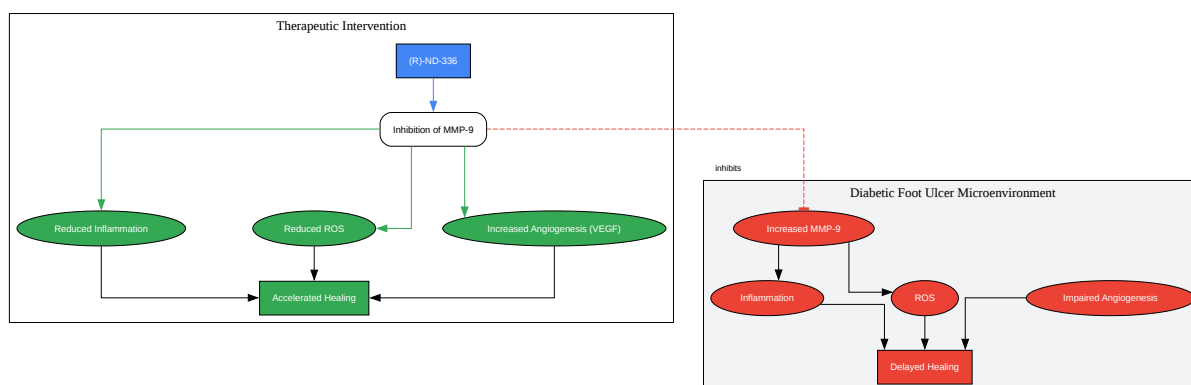 Therapeutic Intervention
(R)-ND-336
Inhibition of MMP-9
inhibits
Diabetic Foot Ulcer Microenvironment
Reduced Inflammation
Reduced ROS
Increased Angiogenesis (VEGF)
Increased MMP-9
Accelerated Healing
Inflammation
ROS
Impaired Angiogenesis
Delayed Healing